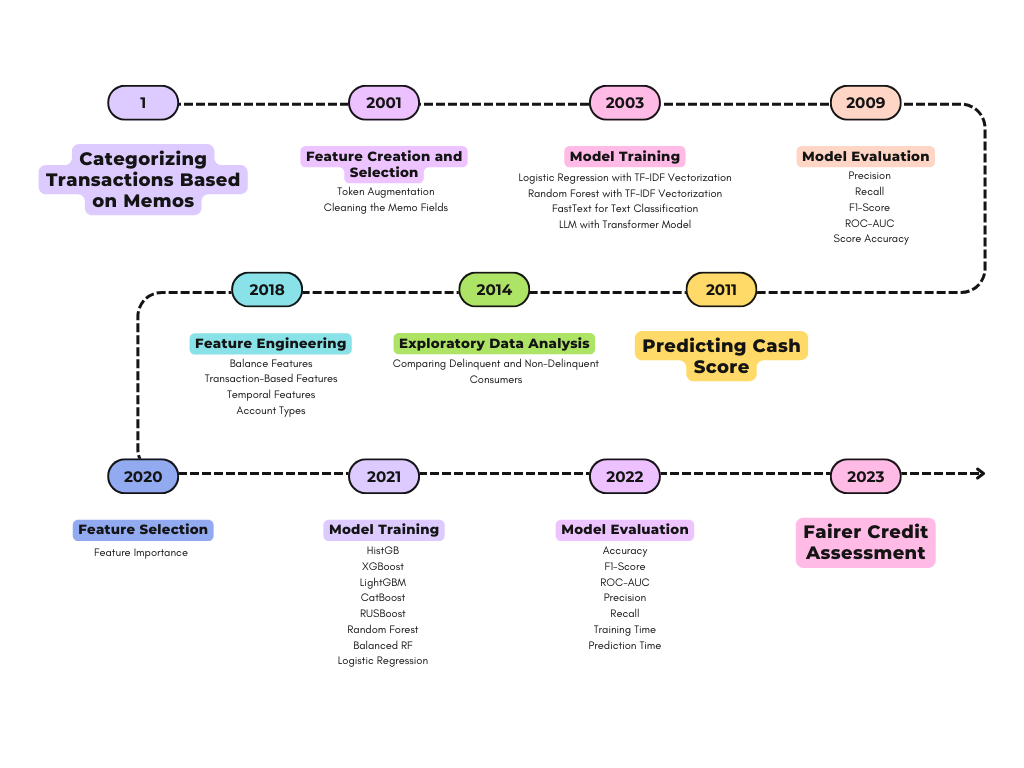 1
Categorizing
Transactions Based
on Memos
2001
Feature Creation and
Selection
Token Augmentation
Cleaning the Memo Fields
2003
Model Training
Logistic Regression with TF-IDF Vectorization
Random Forest with TF-IDF Vectorization
FastText for Text Classification
LLM with Transformer Model
2009
Model Evaluation
Precision
Recall
F1-Score
ROC-AUC
Score Accuracy
2011
Predicting Cash
Score
2014
Exploratory Data Analysis
Comparing Delinquent and Non-Delinquent
Consumers
2018
Feature Engineering
Balance Features
Transaction-Based Features
Temporal Features
Account Types
2020
Feature Selection
Feature Importance
2021
Model Training
HistGB
XGBoost
LightGBM
CatBoost
RUSBoost
Random Forest
Balanced RF
Logistic Regression
2022
Model Evaluation
Accuracy
F1-Score
ROC-AUC
Precision
Recall
Training Time
Prediction Time
2023
Fairer Credit
Assessment